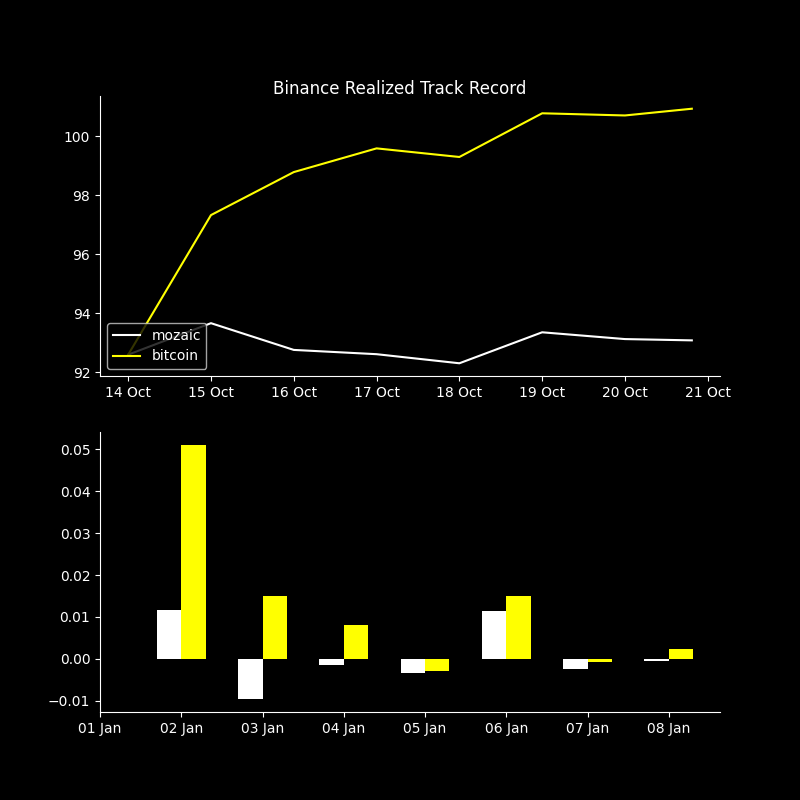 Binance Realized Track Record
100
98
96
94
92
mozaic
bitcoin
14 Oct 15 Oct 16 Oct 17 Oct 18 Oct 19 Oct 20 Oct 21 Oct
0.05
0.04
0.03
0.02
0.01
0.00
−0.01
01 Jan 02 Jan 03 Jan 04 Jan 05 Jan 06 Jan 07 Jan 08 Jan